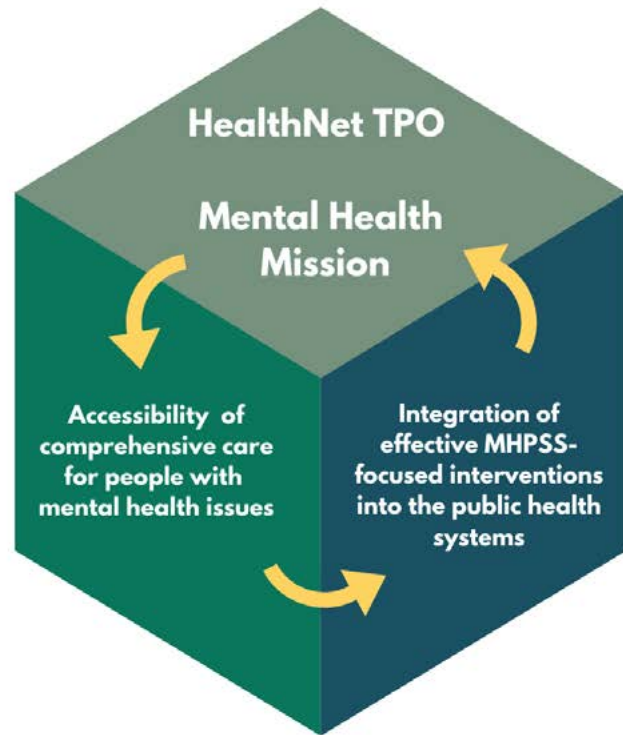 HealthNet TPO
Mental Health
Mission
Accessibility of
comprehensive care
for people with
mental health issues
Integration of
effective MHPSS-
focused interventions
into the public health
systems